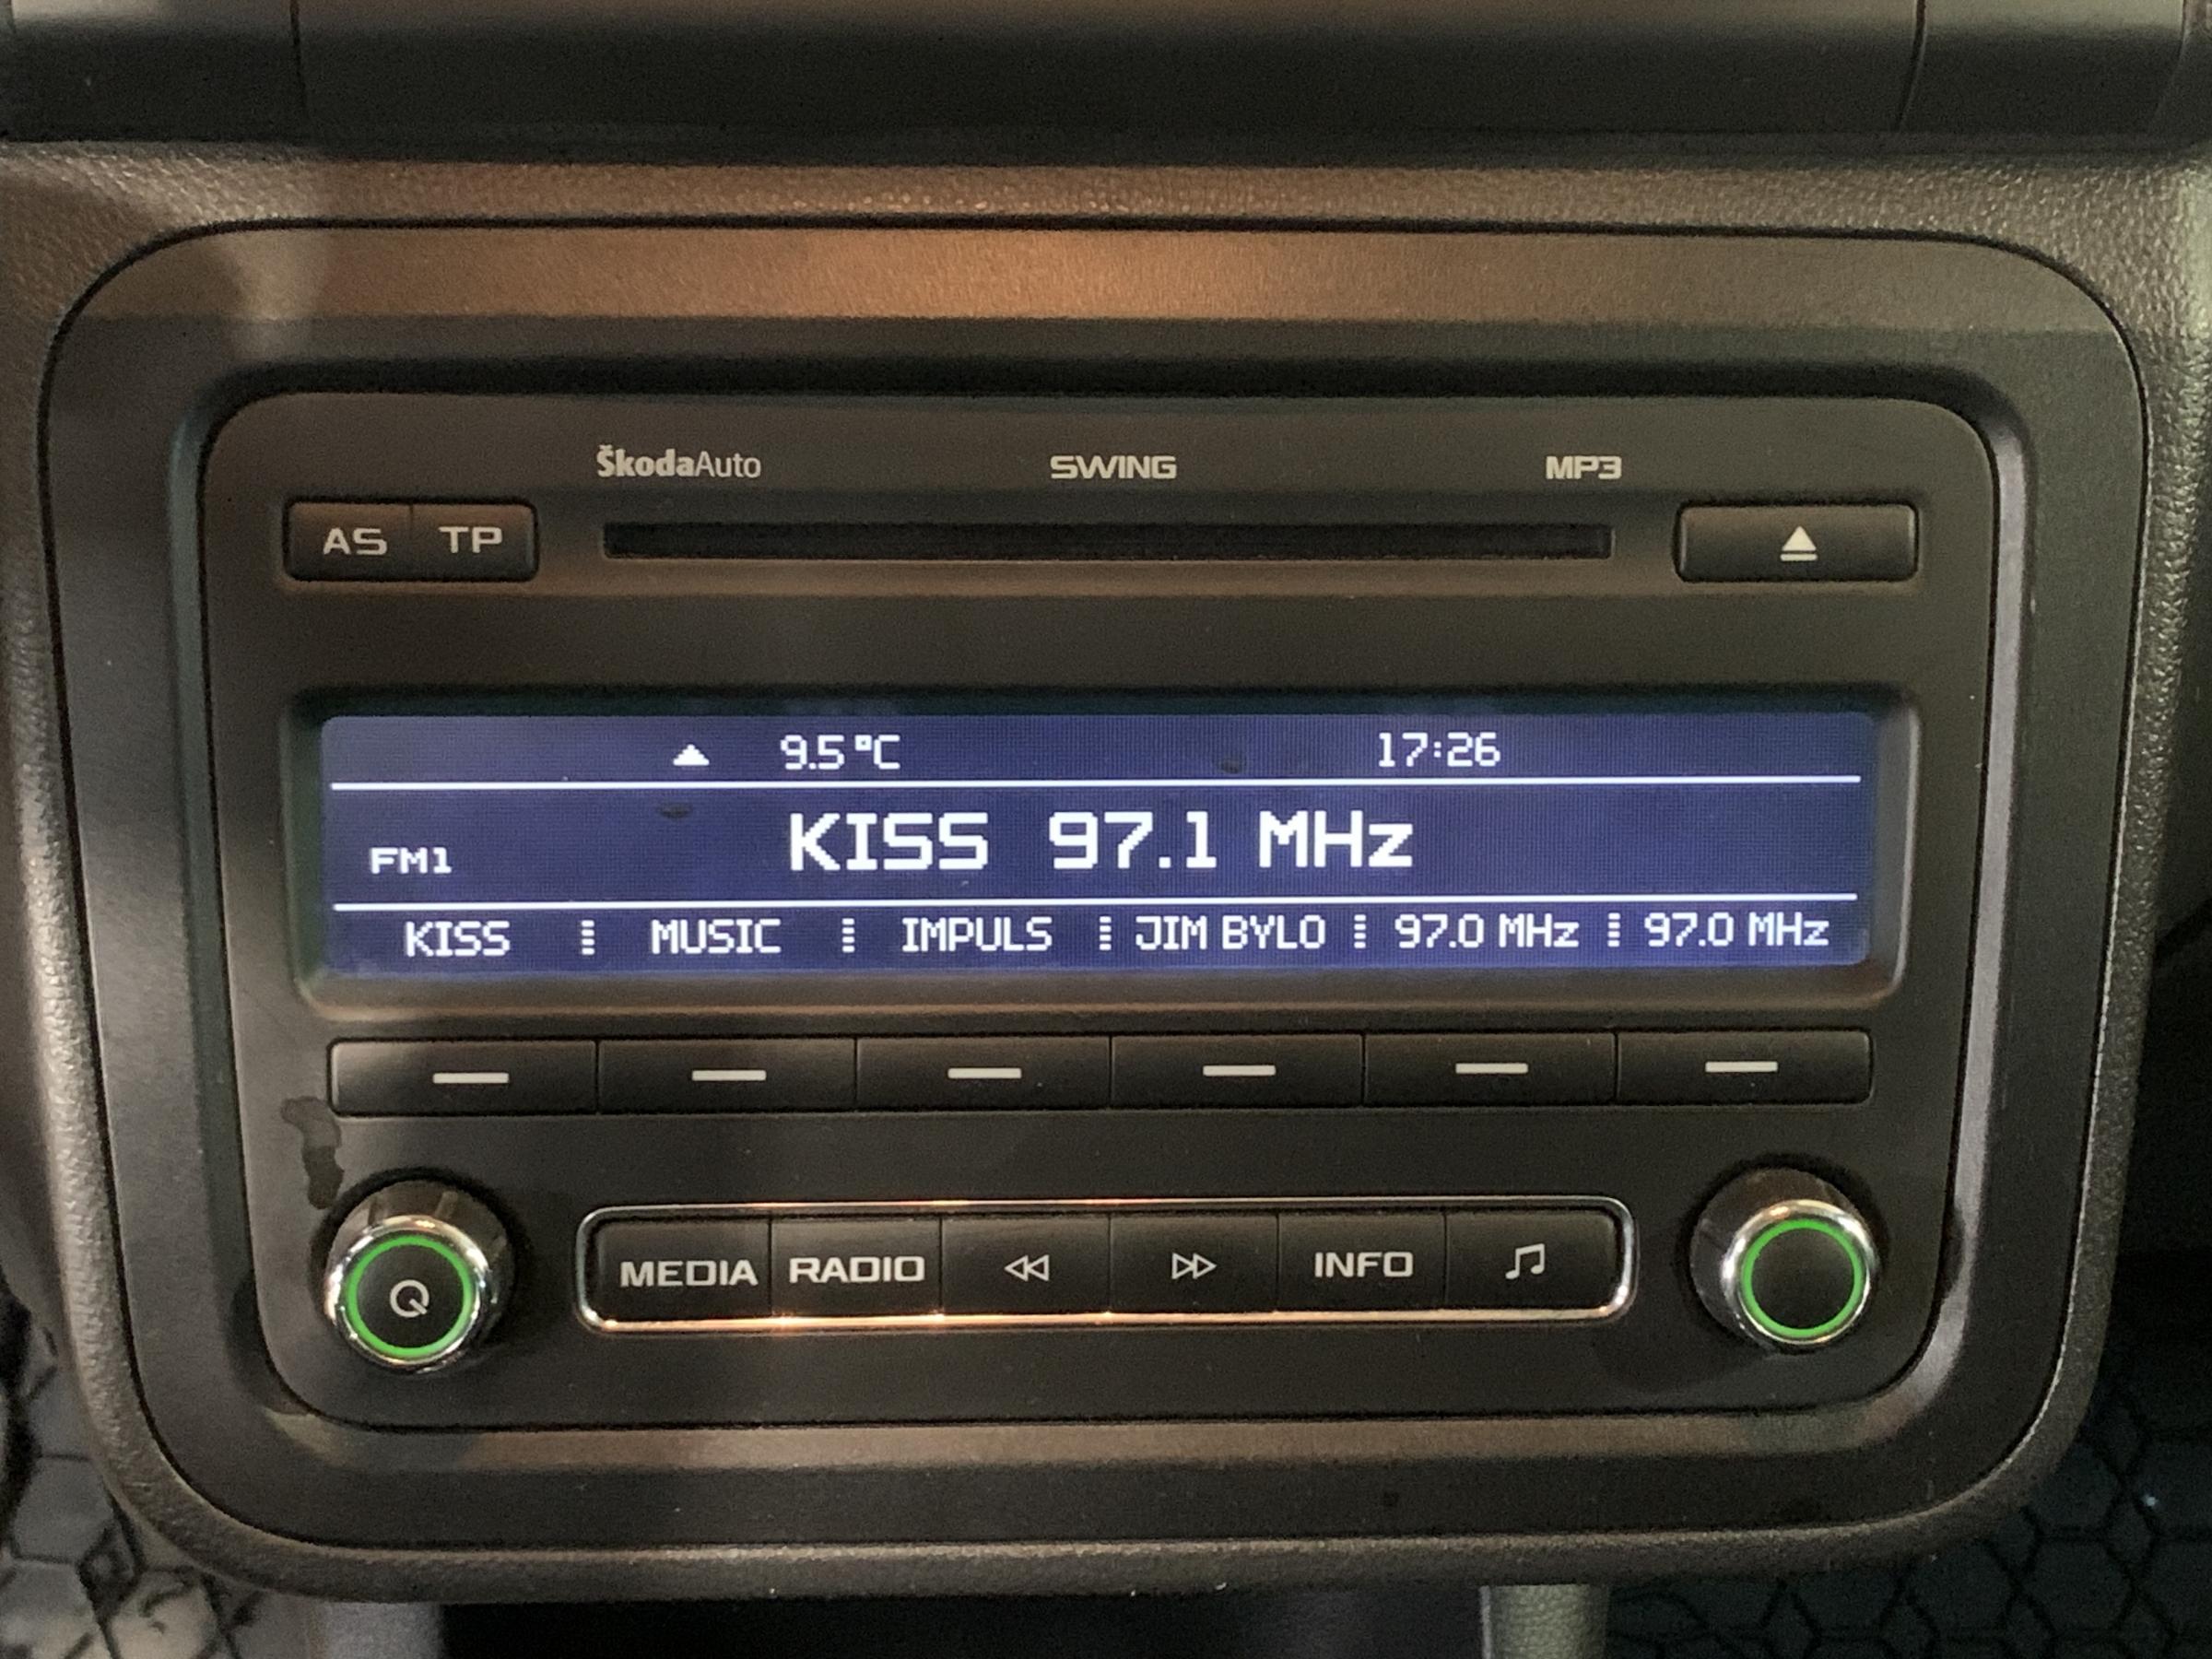 ŠkodaAuto SWING MP3
AS TP
9.5°C 17:26
KISS 97.1 MHz
FM1
KISS MUSIC IMPULS JIM BYLO 97.0 MHz 97.0 MHz
MEDIA RADIO INFO